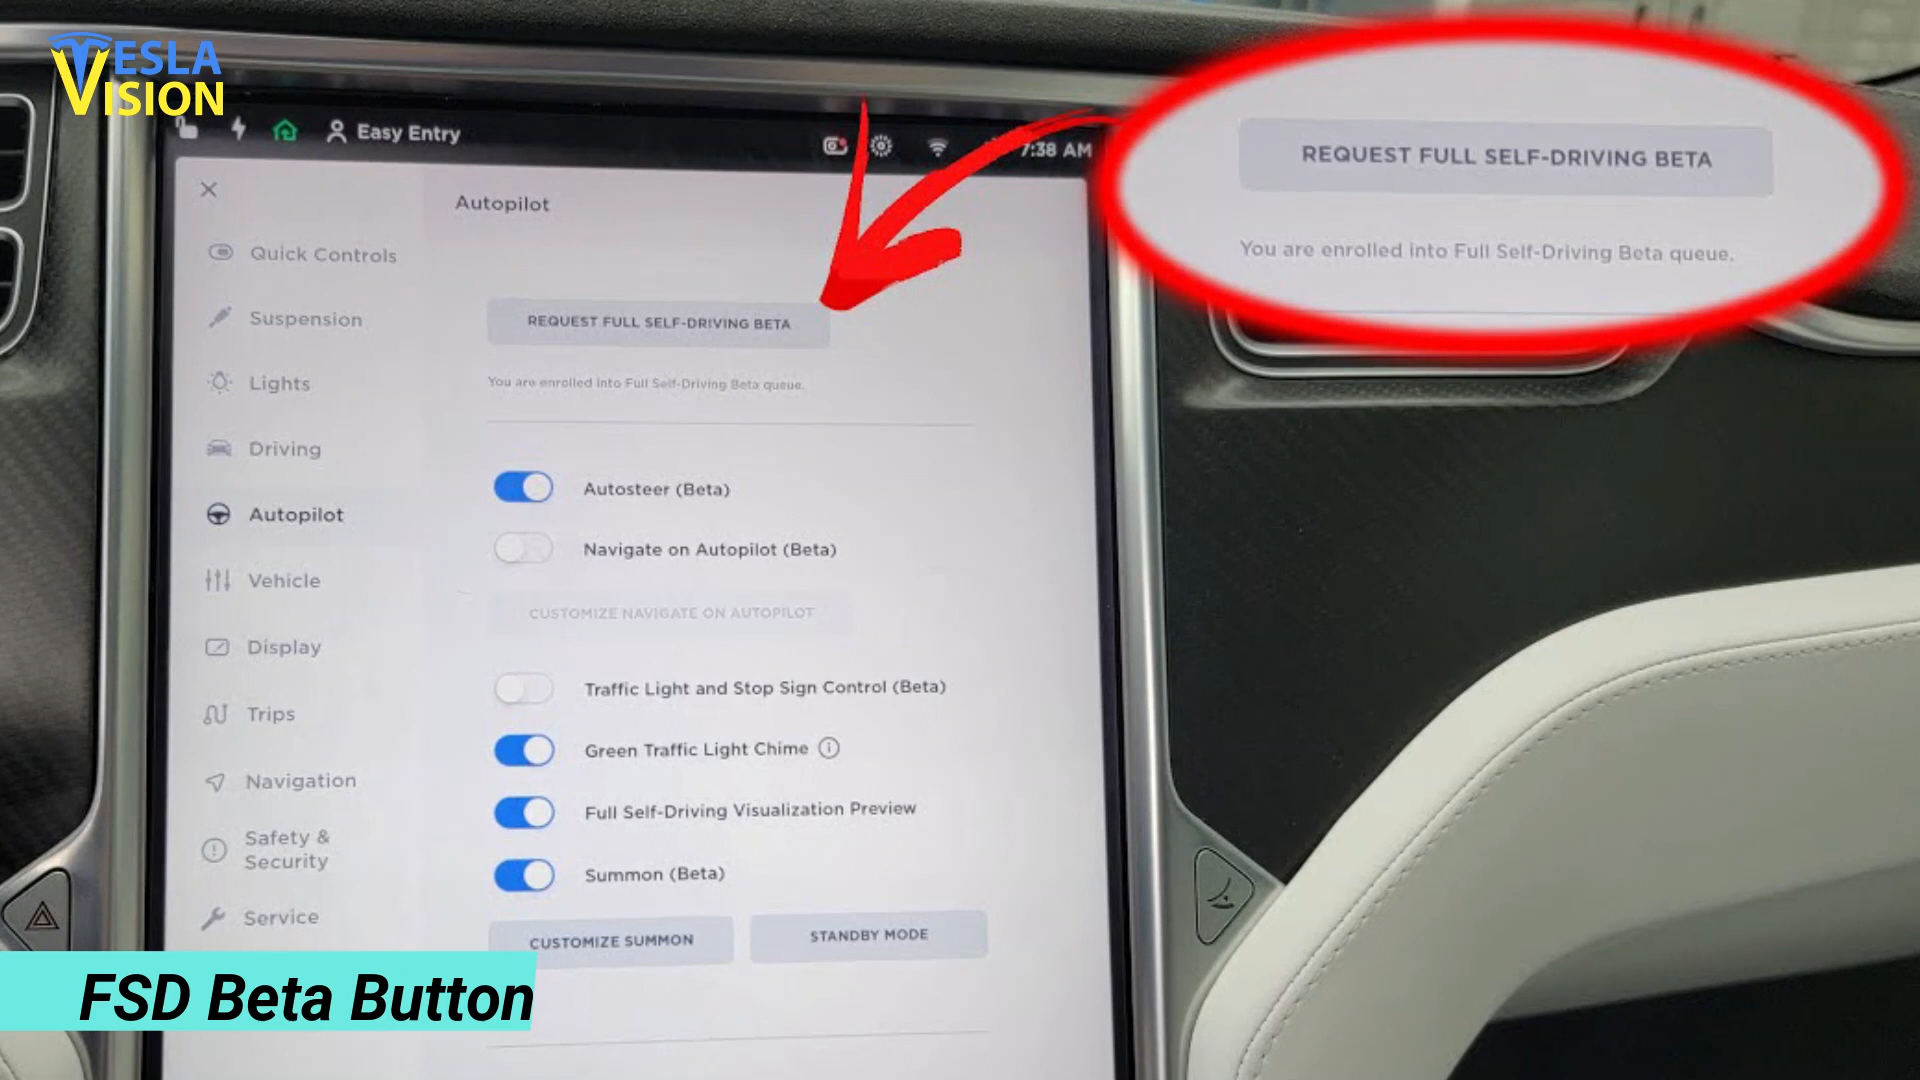 TESLA
VISION
Easy Entry
7:38 AM
REQUEST FULL SELF-DRIVING BETA
You are enrolled into Full Self-Driving Beta queue.
Autopilot
Quick Controls
Suspension
Lights
Driving
Autopilot
Vehicle
Display
Trips
Navigation
Safety &
Security
Service
REQUEST FULL SELF-DRIVING BETA
You are enrolled into Full Self-Driving Beta queue.
Autosteer (Beta)
Navigate on Autopilot (Beta)
CUSTOMIZE NAVIGATE ON AUTOPILOT
Traffic Light and Stop Sign Control (Beta)
Green Traffic Light Chime
Full Self-Driving Visualization Preview
Summon (Beta)
CUSTOMIZE SUMMON
STANDBY MODE
FSD Beta Button